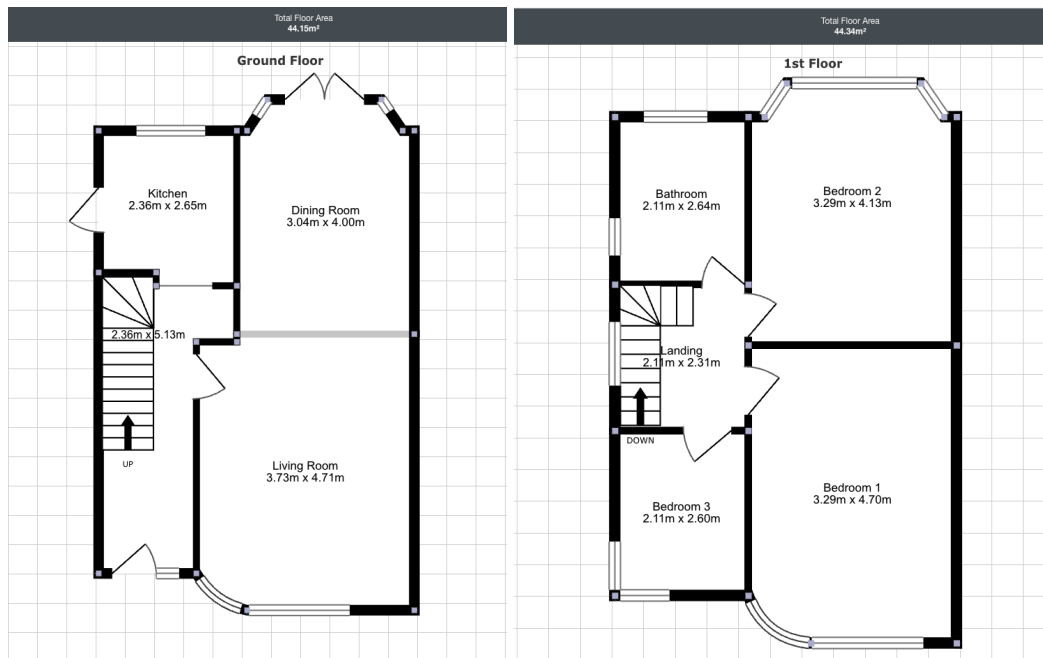 Total Floor Area
44.15m²
Ground Floor
Kitchen
2.36m x 2.65m
Dining Room
3.04m x 4.00m
2.36m x 5.13m
Living Room
3.73m x 4.71m
UP
Total Floor Area
44.34m²
1st Floor
Bathroom
2.11m x 2.64m
Bedroom 2
3.29m x 4.13m
Landing
2.11m x 2.31m
DOWN
Bedroom 3
2.11m x 2.60m
Bedroom 1
3.29m x 4.70m